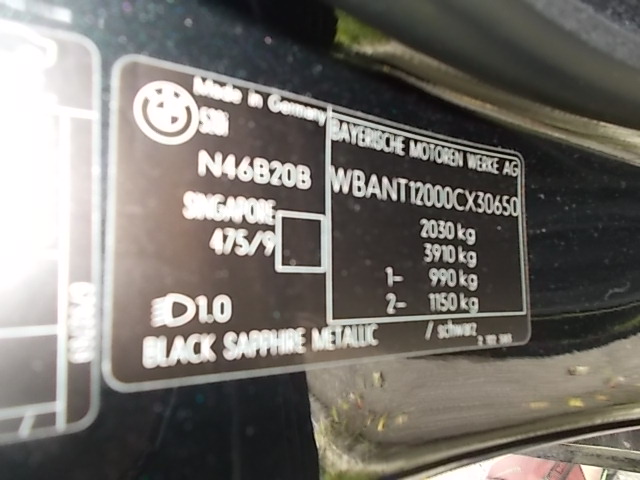 Made in Germany
N46B20B
SINGAPORE
475/9
1.0
BLACK SAPPHIRE METALLIC / schwarz
BAYERISCHE MOTOREN WERKE AG
WBANT12000CX30650
2030 kg
3910 kg
1- 990 kg
2- 1150 kg